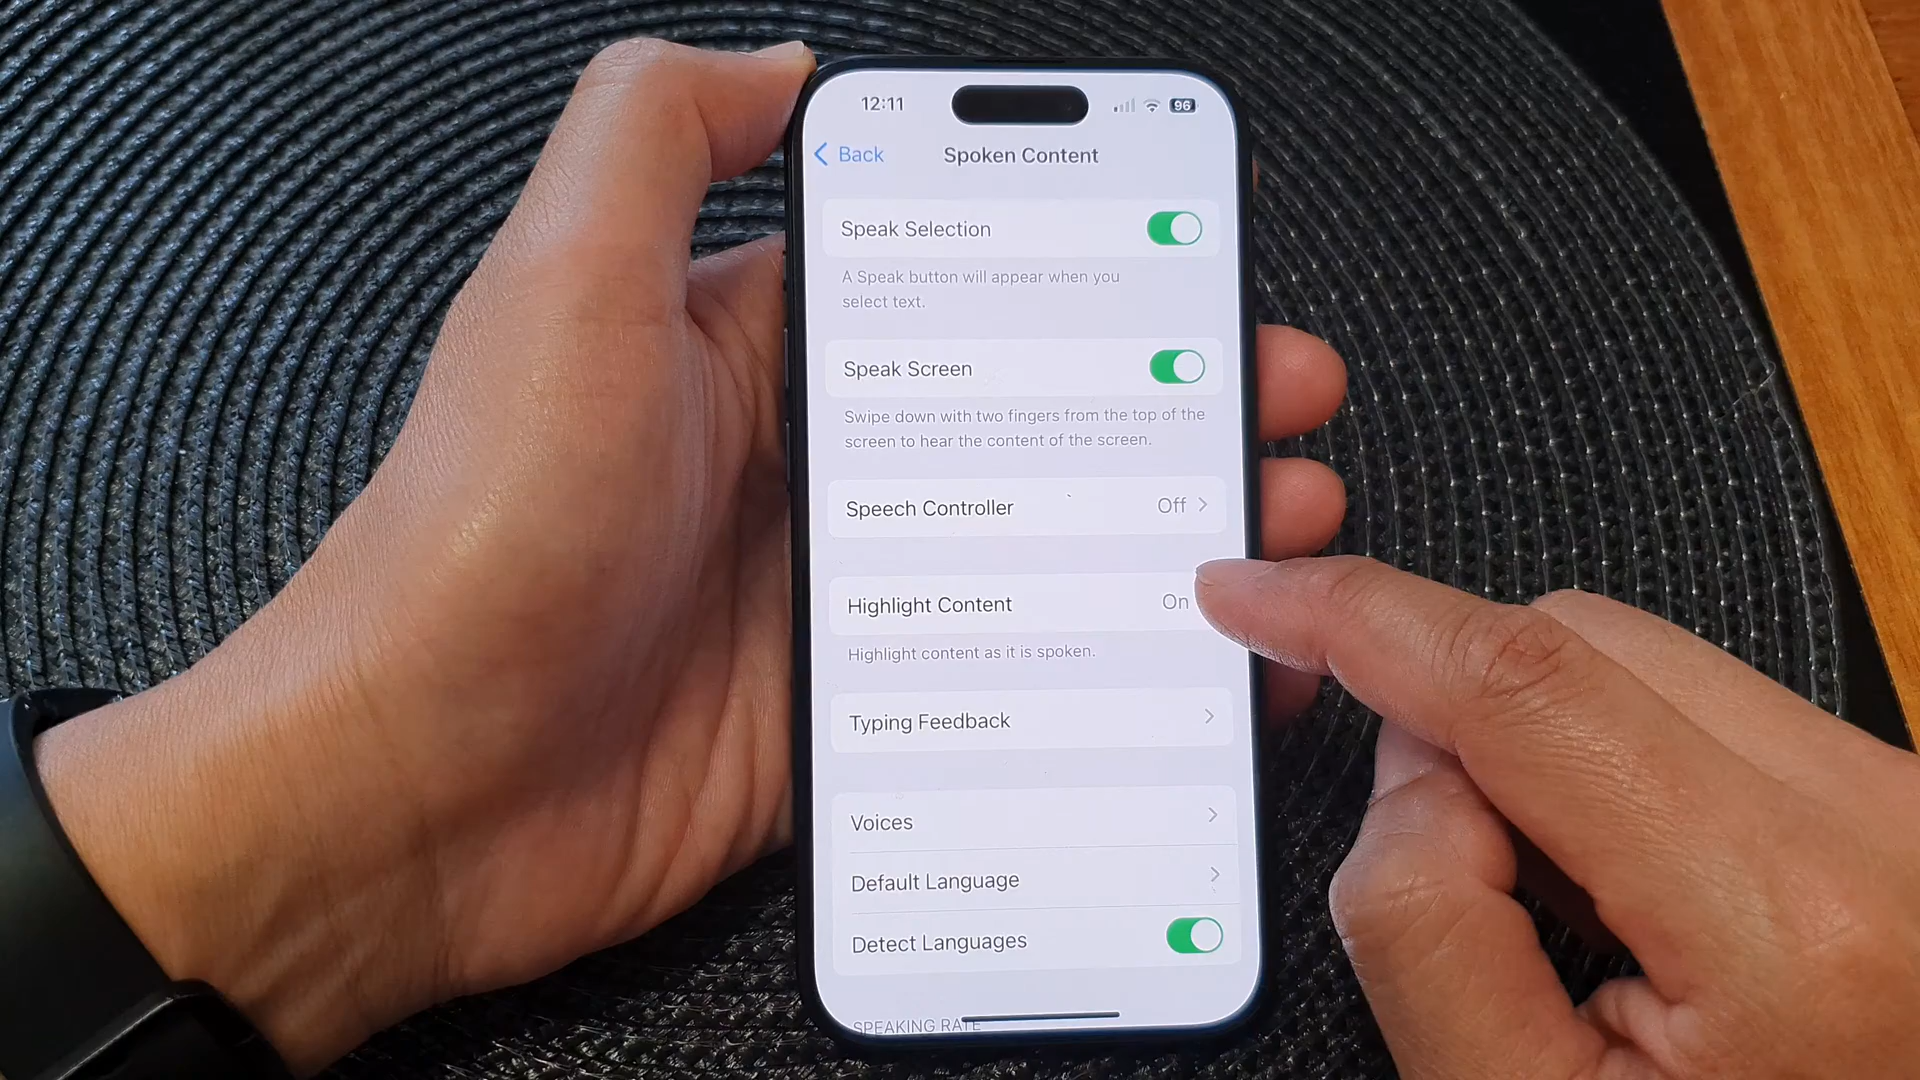 12:11
96
Back
Spoken Content
Speak Selection
A Speak button will appear when you
select text.
Speak Screen
Swipe down with two fingers from the top of the
screen to hear the content of the screen.
Speech Controller Off
Highlight Content On
Highlight content as it is spoken.
Typing Feedback
Voices
Default Language
Detect Languages
SPEAKING RATE